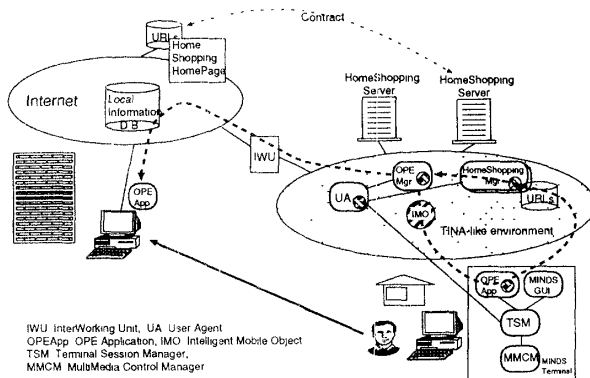 Contract
URLs
Home
Shopping
HomePage
Internet
Local
Information
DB
HomeShopping
Server
HomeShopping
Server
IWU
OPE
Mgr
HomeShopping
Mgr
UA
URLs
IMO
TINA-like environment
OPE
App
OPE
App
MINDS
GUI
TSM
MMCM
MINDS
Terminal
IWU InterWorking Unit, UA User Agent
OPEApp OPE Application, IMO Intelligent Mobile Object
TSM Terminal Session Manager,
MMCM MultiMedia Control Manager